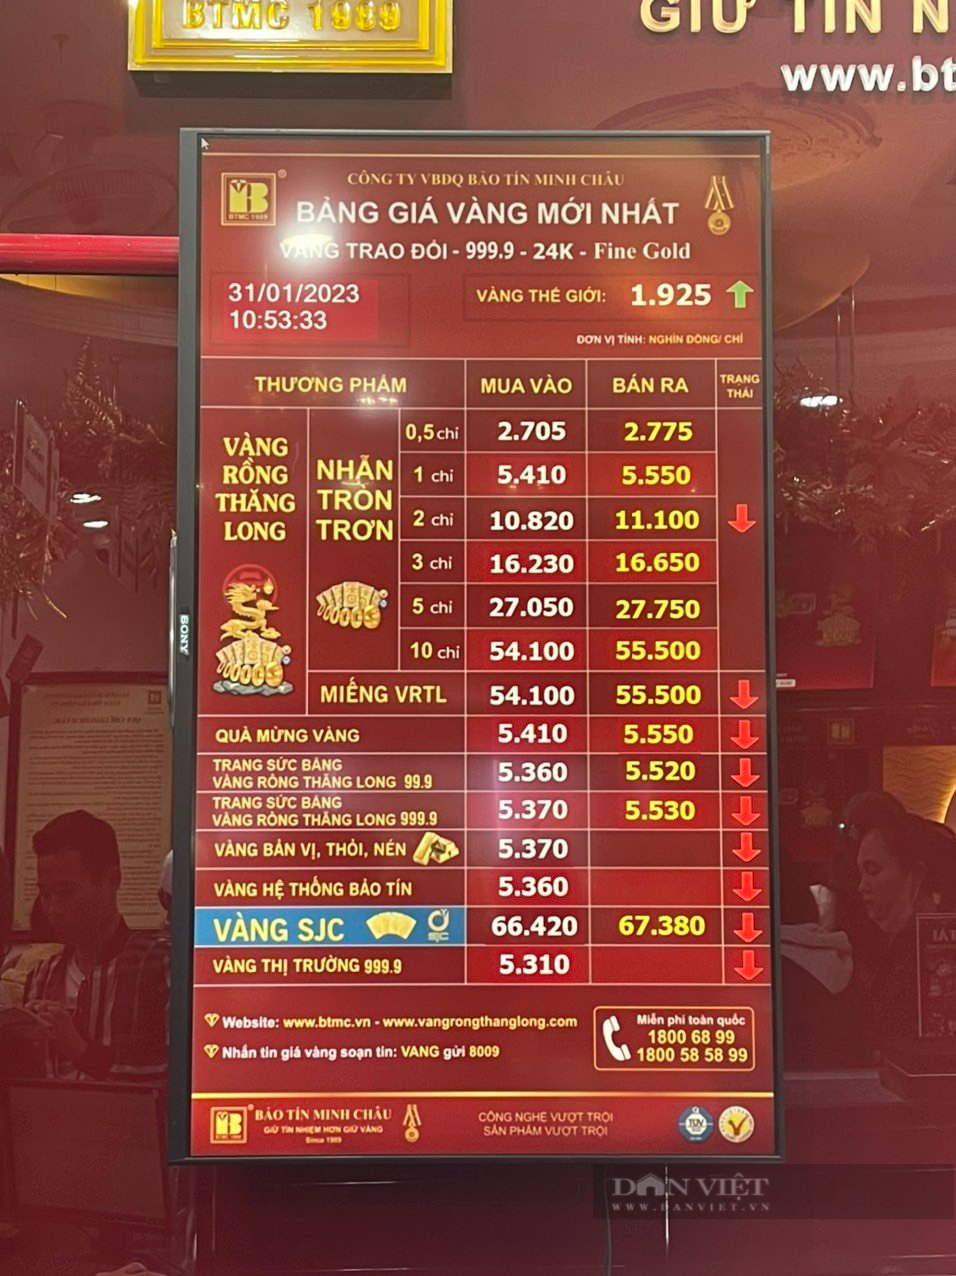 BTMC 1989
GIỮ TÍN N
www.bt
BTMC 1989
CÔNG TY VBĐQ BẢO TÍN MINH CHÂU
BẢNG GIÁ VÀNG MỚI NHẤT
VÀNG TRAO ĐỔI - 999.9 - 24K - Fine Gold
31/01/2023
10:53:33
VÀNG THẾ GIỚI: 1.925
ĐƠN VỊ TÍNH: NGHÌN ĐỒNG/ CHỈ
THƯƠNG PHẨM MUA VÀO BÁN RA TRẠNG THÁI
VÀNG RỒNG THĂNG LONG
NHẪN TRÒN TRƠN
0,5 chỉ 2.705 2.775
1 chỉ 5.410 5.550
2 chỉ 10.820 11.100
3 chỉ 16.230 16.650
5 chỉ 27.050 27.750
10 chỉ 54.100 55.500
MIẾNG VRTL 54.100 55.500
QUÀ MỪNG VÀNG 5.410 5.550
TRANG SỨC BẰNG
VÀNG RỒNG THĂNG LONG 99.9 5.360 5.520
TRANG SỨC BẰNG
VÀNG RỒNG THĂNG LONG 999.9 5.370 5.530
VÀNG BẢN VỊ, THỎI, NÉN 5.370
VÀNG HỆ THỐNG BẢO TÍN 5.360
VÀNG SJC SJC 66.420 67.380
VÀNG THỊ TRƯỜNG 999.9 5.310
SONY
Website: www.btmc.vn - www.vangrongthanglong.com
Nhắn tin giá vàng soạn tin: VANG gửi 8009
Miễn phí toàn quốc
1800 68 99
1800 58 58 99
BTMC 1989
BẢO TÍN MINH CHÂU
GIỮ TÍN NHIỆM HƠN GIỮ VÀNG
Since 1989
CÔNG NGHỆ VƯỢT TRỘI
SẢN PHẨM VƯỢT TRỘI
TÜV
DÂN VIỆT
WWW.DANVIET.VN